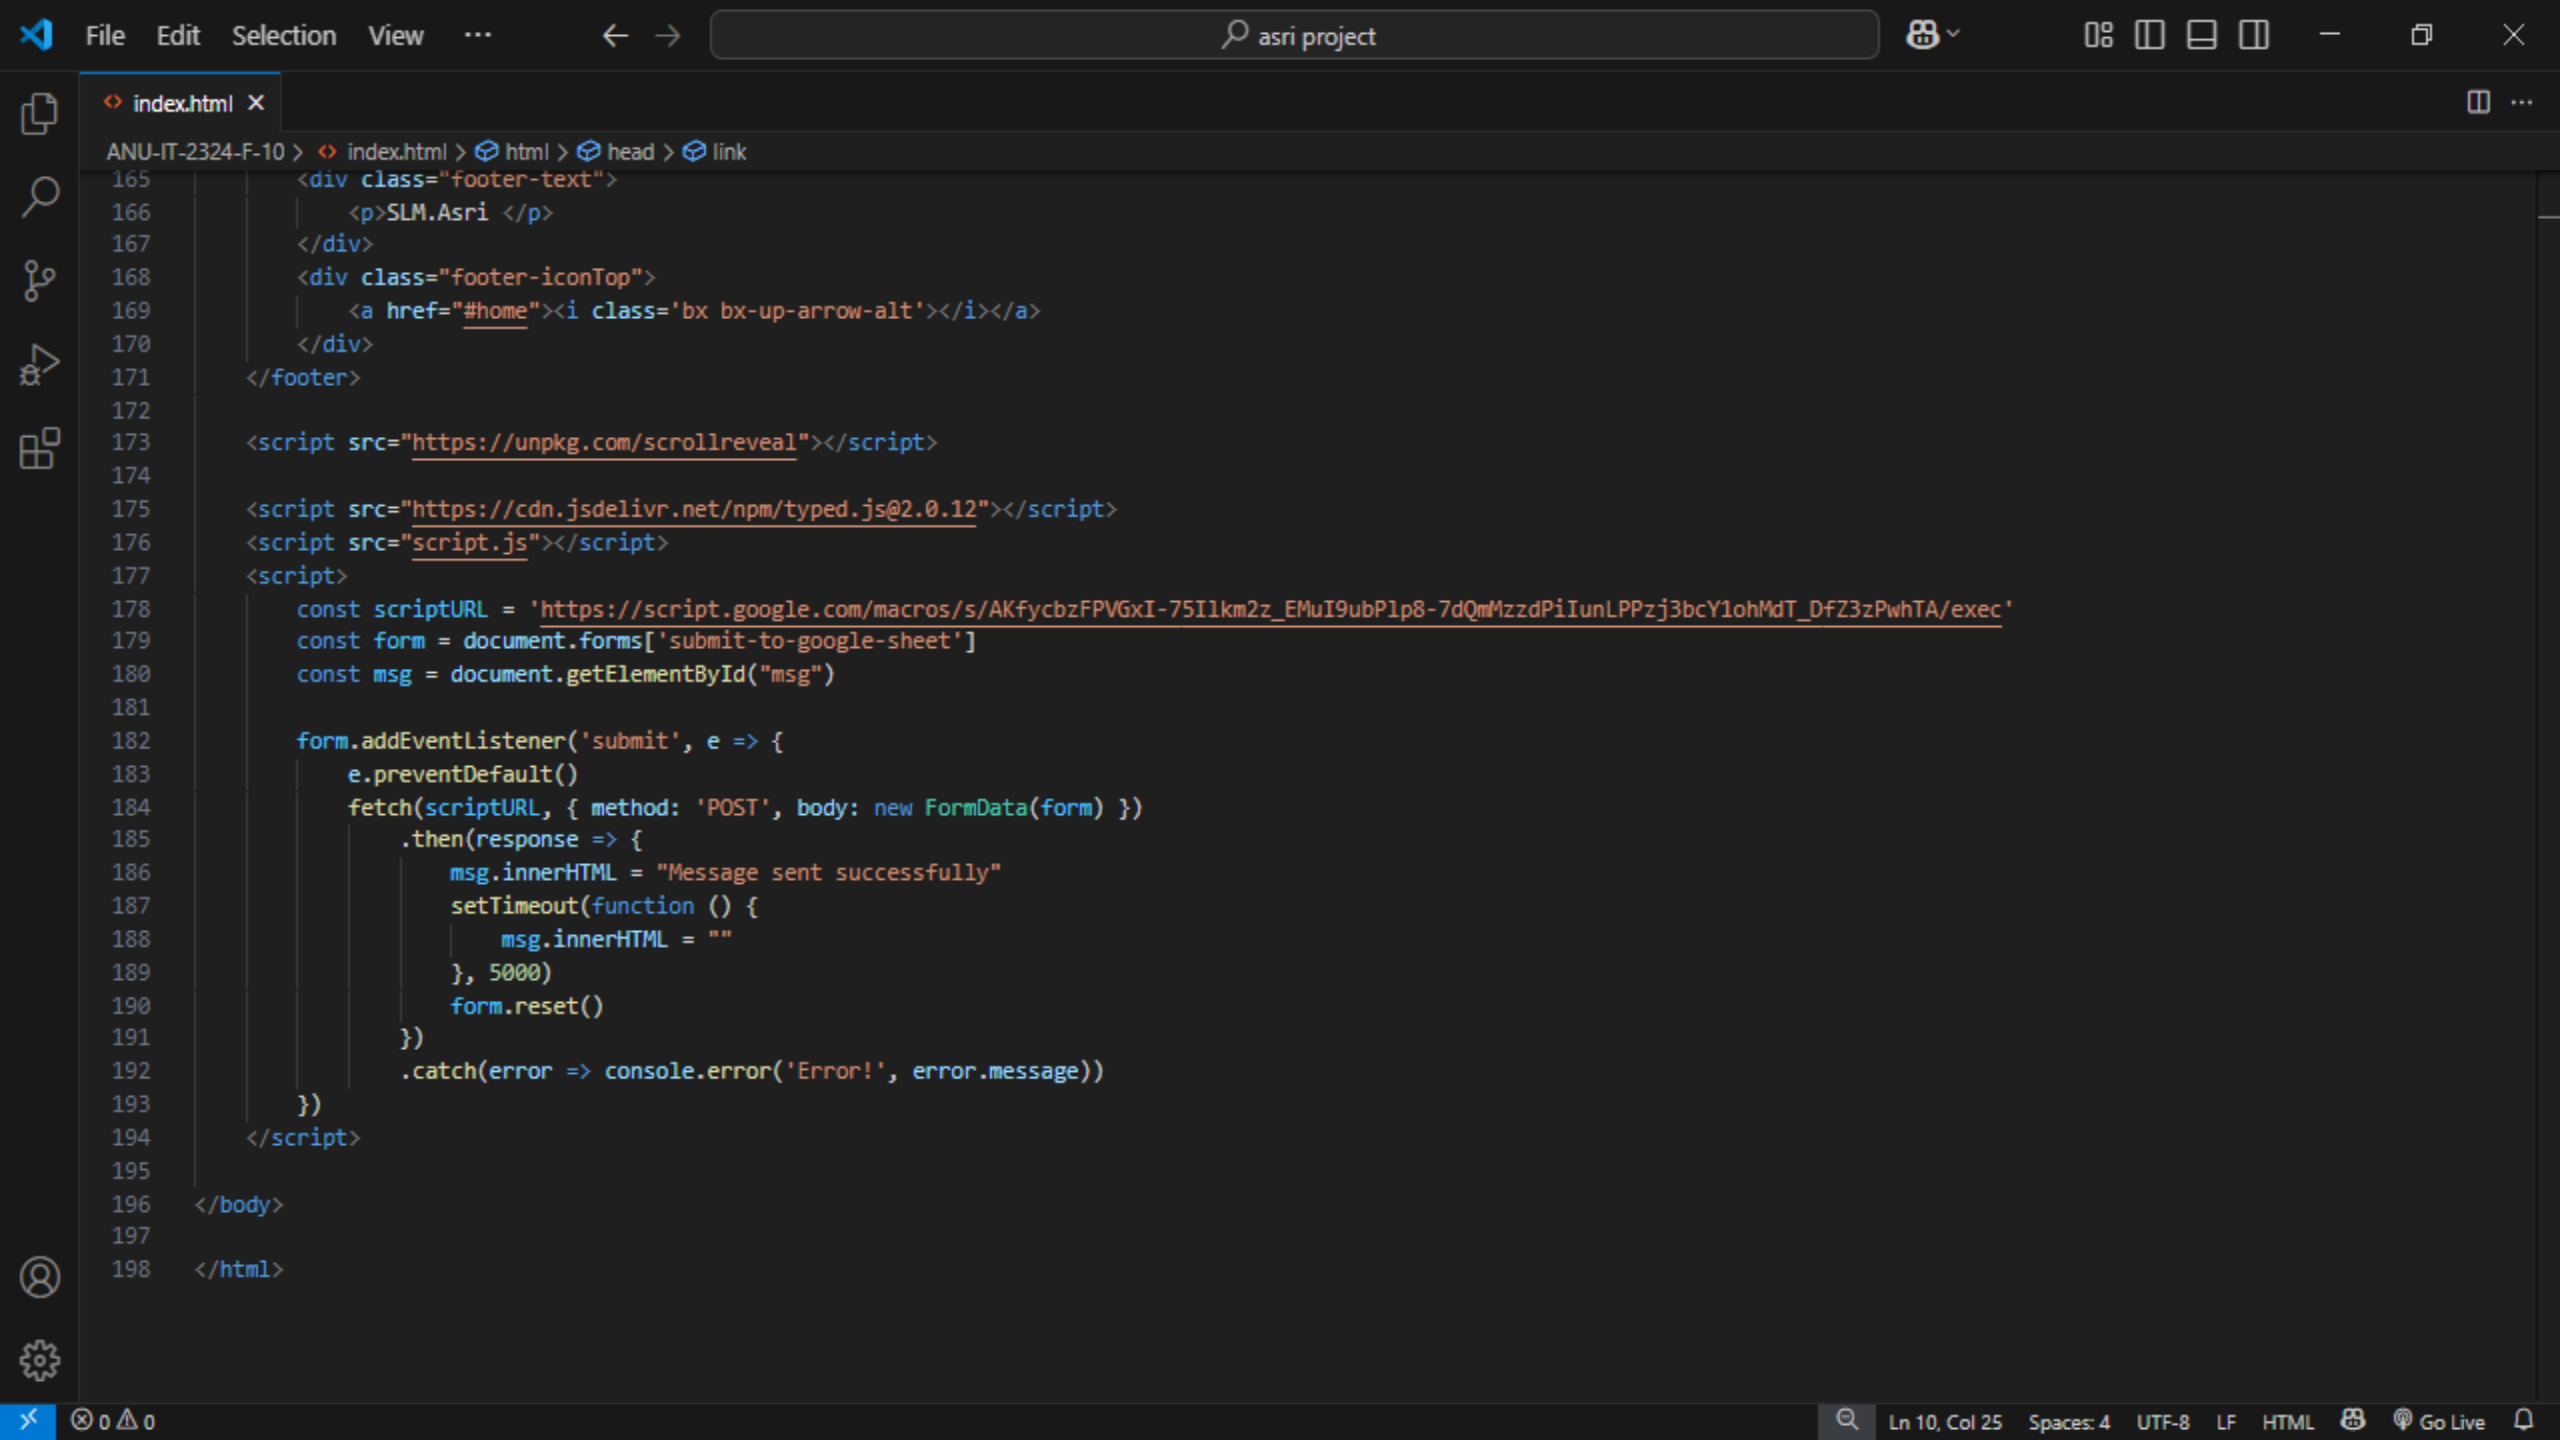 File Edit Selection View ··· asri project
index.html
ANU-IT-2324-F-10 > index.html > html > head > link
165 <div class="footer-text">
166 <p>SLM.Asri </p>
167 </div>
168 <div class="footer-iconTop">
169 <a href="#home"><i class='bx bx-up-arrow-alt'></i></a>
170 </div>
171 </footer>
172
173 <script src="https://unpkg.com/scrollreveal"></script>
174
175 <script src="https://cdn.jsdelivr.net/npm/typed.js@2.0.12"></script>
176 <script src="script.js"></script>
177 <script>
178 const scriptURL = 'https://script.google.com/macros/s/AKfycbzFPVGxI-75Ilkm2z_EMuI9ubPlp8-7dQmMzzdPiIunLPPzj3bcY1ohMdT_DfZ3zPwhTA/exec'
179 const form = document.forms['submit-to-google-sheet']
180 const msg = document.getElementById("msg")
181
182 form.addEventListener('submit', e => {
183 e.preventDefault()
184 fetch(scriptURL, { method: 'POST', body: new FormData(form) })
185 .then(response => {
186 msg.innerHTML = "Message sent successfully"
187 setTimeout(function () {
188 msg.innerHTML = ""
189 }, 5000)
190 form.reset()
191 })
192 .catch(error => console.error('Error!', error.message))
193 })
194 </script>
195
196 </body>
197
198 </html>
0 0 Ln 10, Col 25 Spaces: 4 UTF-8 LF HTML Go Live